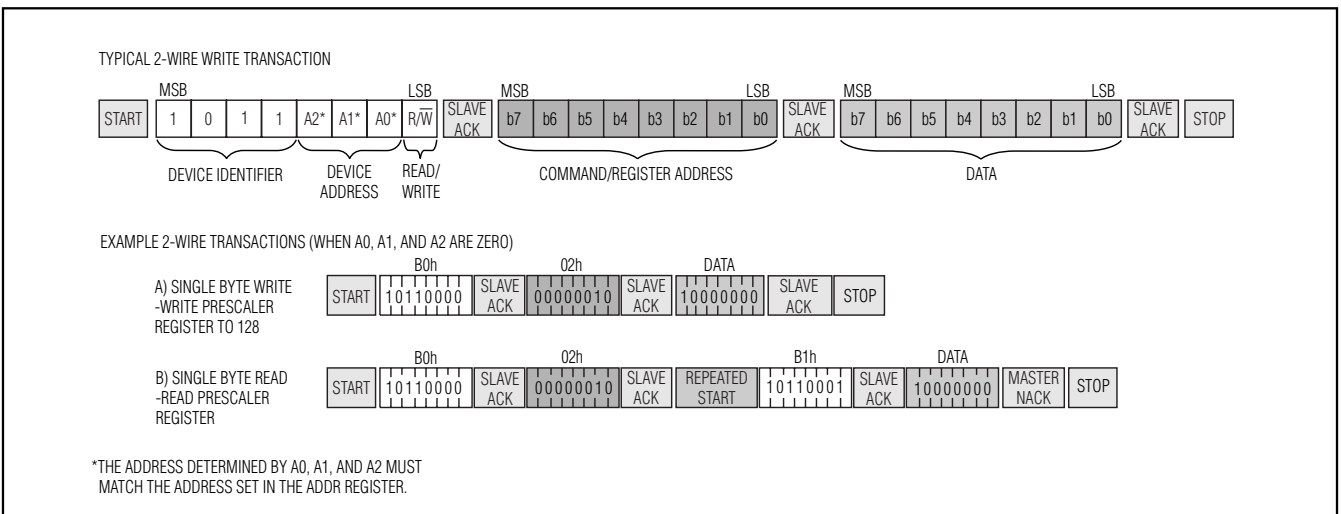 TYPICAL 2-WIRE WRITE TRANSACTION
MSB LSB MSB LSB MSB LSB
START 1 0 1 1 A2* A1* A0* R/W̅ SLAVE ACK b7 b6 b5 b4 b3 b2 b1 b0 SLAVE ACK b7 b6 b5 b4 b3 b2 b1 b0 SLAVE ACK STOP
DEVICE IDENTIFIER DEVICE ADDRESS READ/WRITE COMMAND/REGISTER ADDRESS DATA
EXAMPLE 2-WIRE TRANSACTIONS (WHEN A0, A1, AND A2 ARE ZERO)
A) SINGLE BYTE WRITE
-WRITE PRESCALER
REGISTER TO 128
B0h 02h DATA
START 10110000 SLAVE ACK 00000010 SLAVE ACK 10000000 SLAVE ACK STOP
B) SINGLE BYTE READ
-READ PRESCALER
REGISTER
B0h 02h B1h DATA
START 10110000 SLAVE ACK 00000010 SLAVE ACK REPEATED START 10110001 SLAVE ACK 10000000 MASTER NACK STOP
*THE ADDRESS DETERMINED BY A0, A1, AND A2 MUST
MATCH THE ADDRESS SET IN THE ADDR REGISTER.